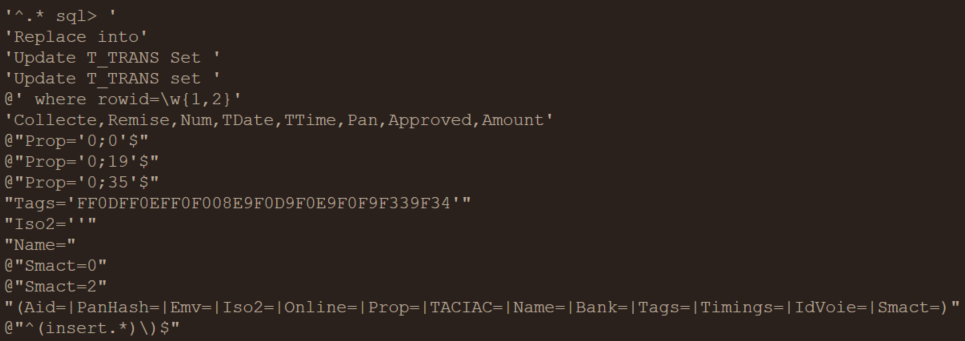 '^.* sql> '
'Replace into'
'Update T_TRANS Set '
'Update T_TRANS set '
@' where rowid=\w{1,2}'
'Collecte,Remise,Num,TDate,TTime,Pan,Approved,Amount'
@"Prop='0;0'$"
@"Prop='0;19'$"
@"Prop='0;35'$"
"Tags='FF0DFF0EFF0F008E9F0D9F0E9F0F9F339F34'"
"Iso2=''"
"Name="
@"Smact=0"
@"Smact=2"
"(Aid=|PanHash=|Emv=|Iso2=|Online=|Prop=|TACIAC=|Name=|Bank=|Tags=|Timings=|IdVoie=|Smact=)"
@"^(insert.*)\)$"